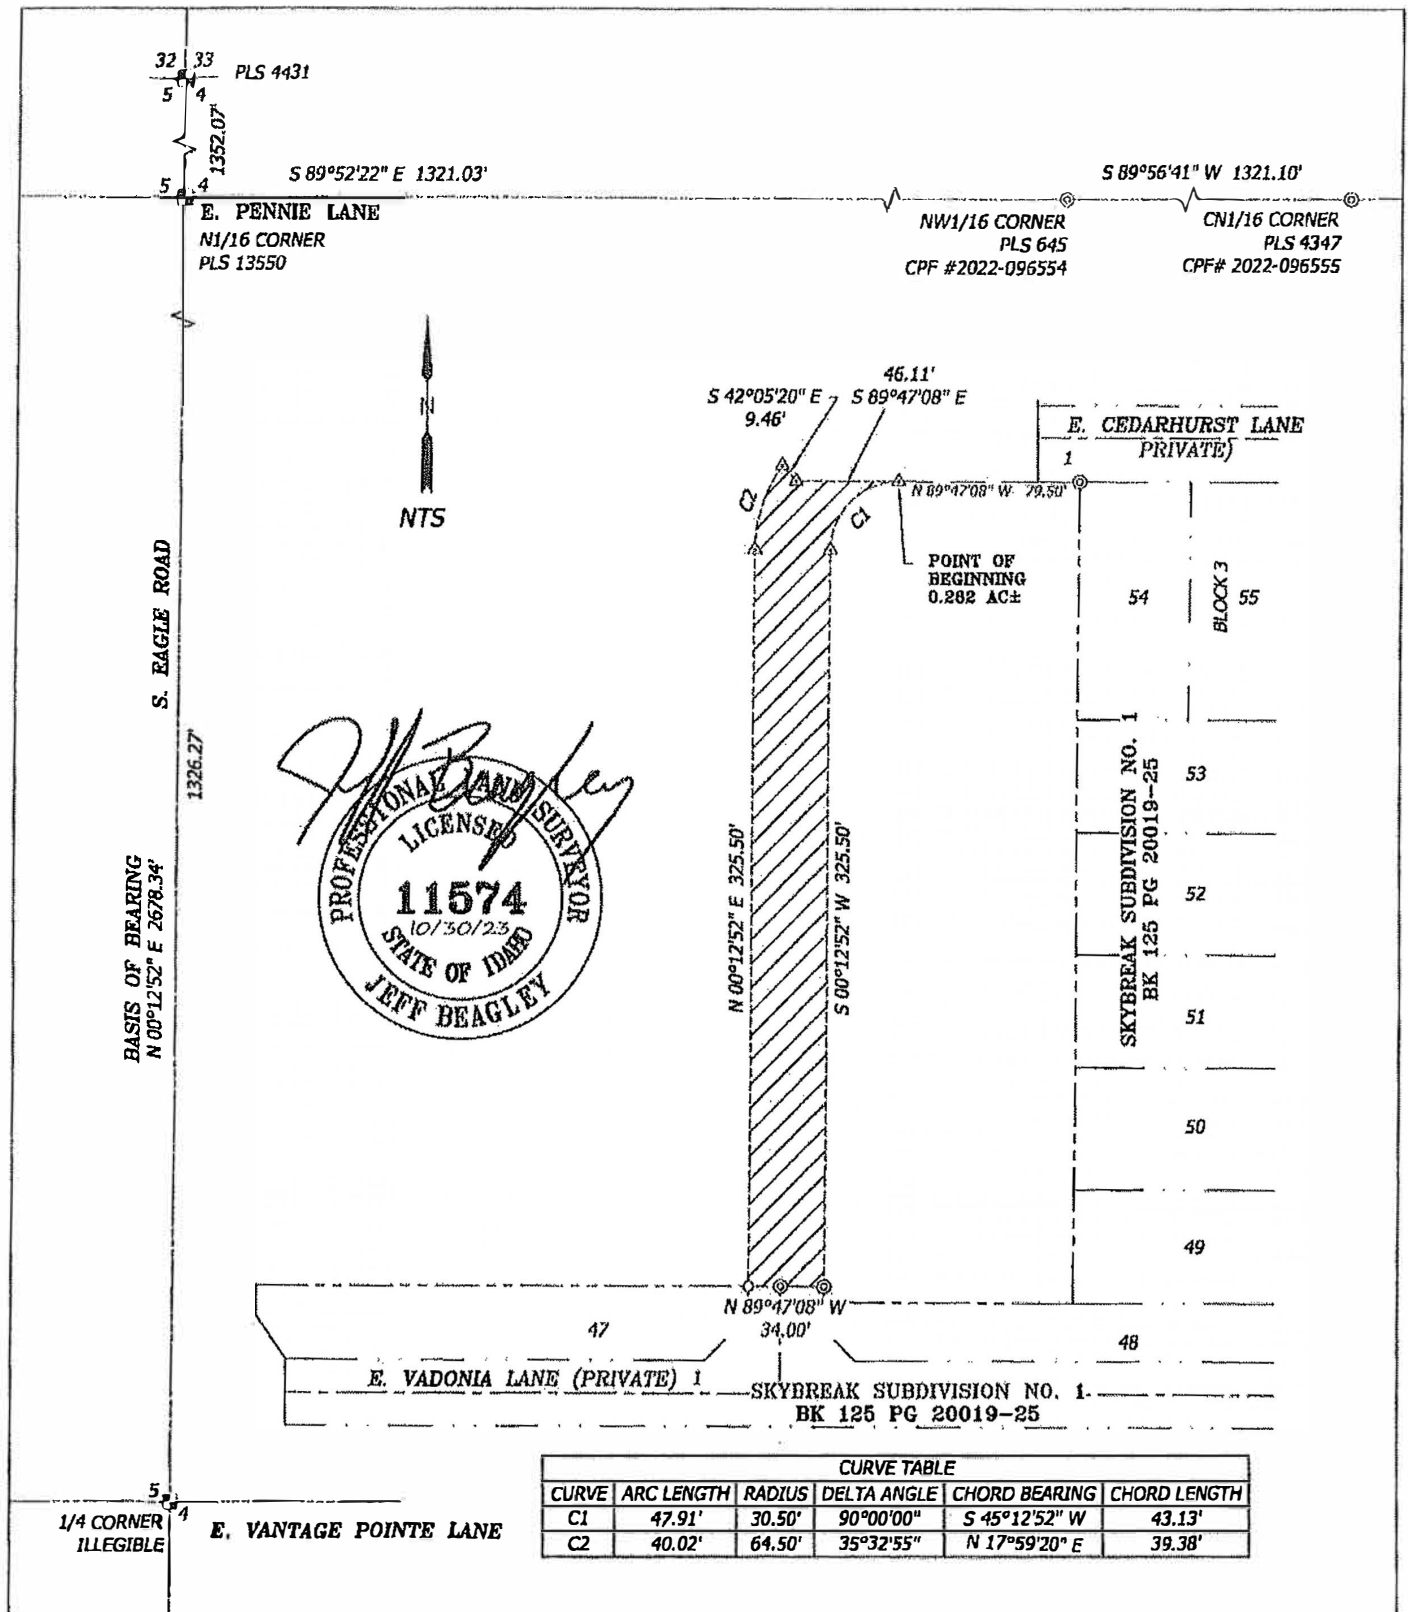 32 33
PLS 4431
5 4
1352.07'
S 89°52'22" E 1321.03'
S 89°56'41" W 1321.10'
5 4
E. PENNIE LANE
N1/16 CORNER
PLS 13550
NW1/16 CORNER
PLS 645
CPF #2022-096554
CN1/16 CORNER
PLS 4347
CPF# 2022-096555
N
NTS
46.11'
S 42°05'20" E
S 89°47'08" E
9.46'
E. CEDARHURST LANE
PRIVATE)
1
C2
C1
N 89°47'08" W 79.50'
POINT OF
BEGINNING
0.262 AC±
54
BLOCK 3
55
S. EAGLE ROAD
1326.27'
BASIS OF BEARING
N 00°12'52" E 2678.34'
PROFESSIONAL LAND SURVEYOR
LICENSED
11574
10/30/23
STATE OF IDAHO
JEFF BEAGLEY
N 00°12'52" E 325.50'
S 00°12'52" W 325.50'
SKYBREAK SUBDIVISION NO. 1
BK 125 PG 20019-25
53
52
51
50
49
N 89°47'08" W
34.00'
47
48
E. VADONIA LANE (PRIVATE) 1
SKYBREAK SUBDIVISION NO. 1
BK 125 PG 20019-25
5
4
1/4 CORNER
ILLEGIBLE
E. VANTAGE POINTE LANE
CURVE TABLE
CURVE ARC LENGTH RADIUS DELTA ANGLE CHORD BEARING CHORD LENGTH
C1 47.91' 30.50' 90°00'00" S 45°12'52" W 43.13'
C2 40.02' 64.50' 35°32'55" N 17°59'20" E 39.38'